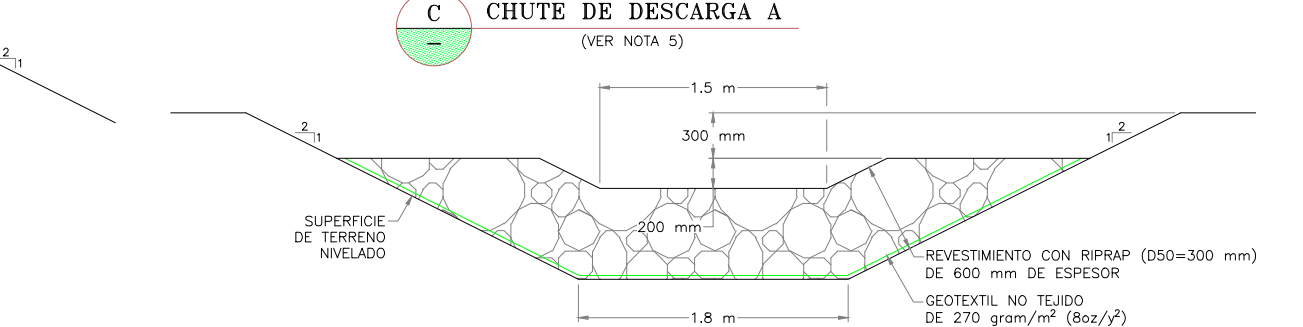 C
CHUTE DE DESCARGA A
—
(VER NOTA 5)
2
1
1.5 m
2
1
300 mm
2
1
SUPERFICIE
DE TERRENO
NIVELADO
200 mm
REVESTIMIENTO CON RIPRAP (D50=300 mm)
DE 600 mm DE ESPESOR
GEOTEXTIL NO TEJIDO
DE 270 gram/m² (8oz/y²)
1.8 m